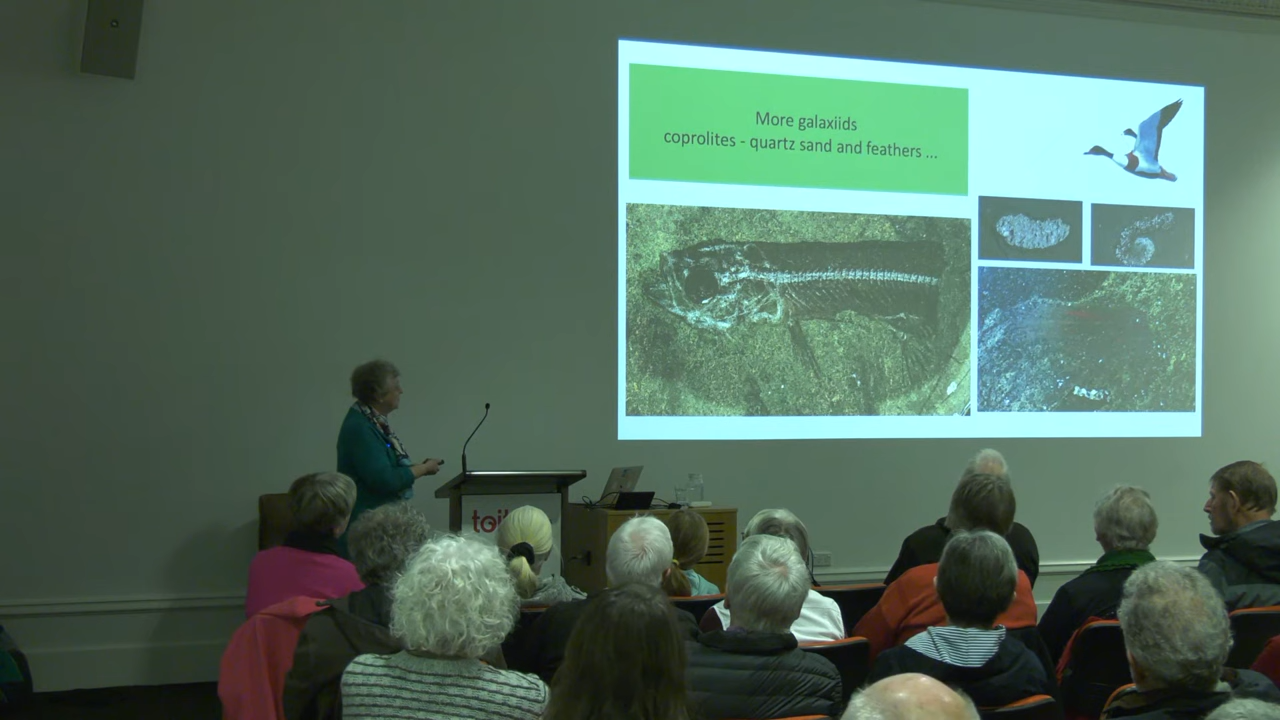 More galaxiids
coprolites - quartz sand and feathers ...